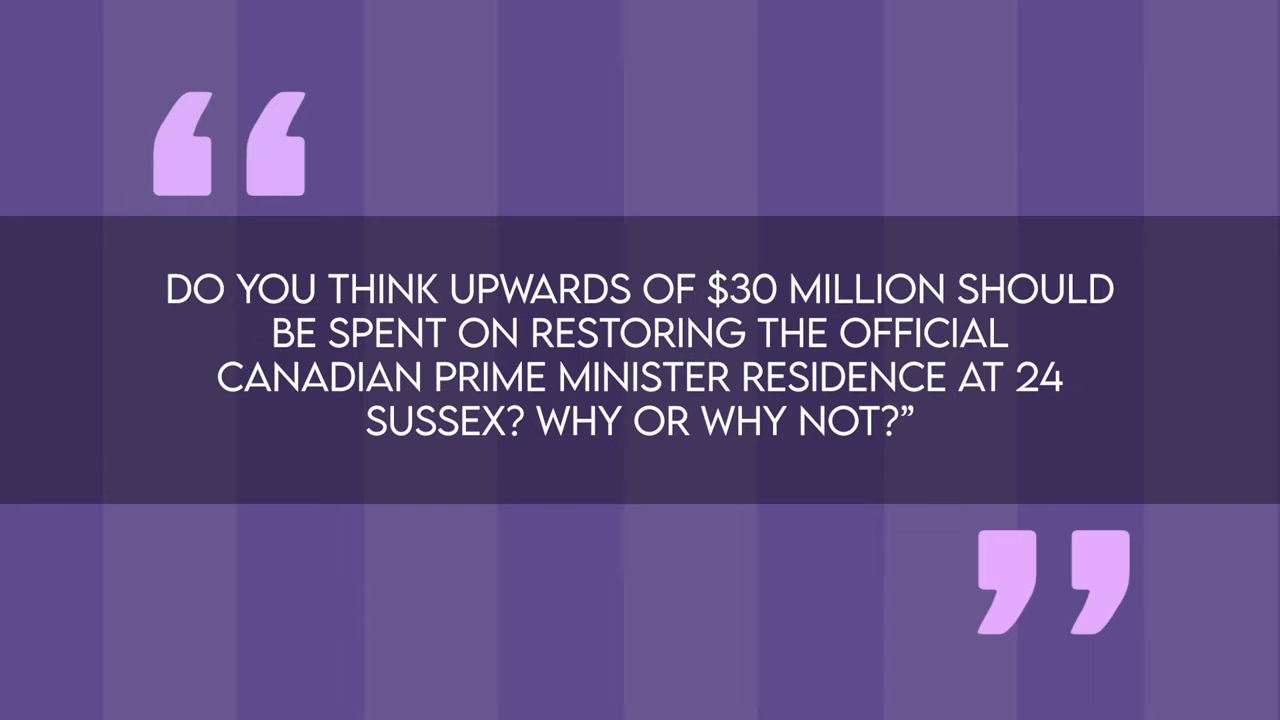 DO YOU THINK UPWARDS OF $30 MILLION SHOULD
BE SPENT ON RESTORING THE OFFICIAL
CANADIAN PRIME MINISTER RESIDENCE AT 24
SUSSEX? WHY OR WHY NOT?”